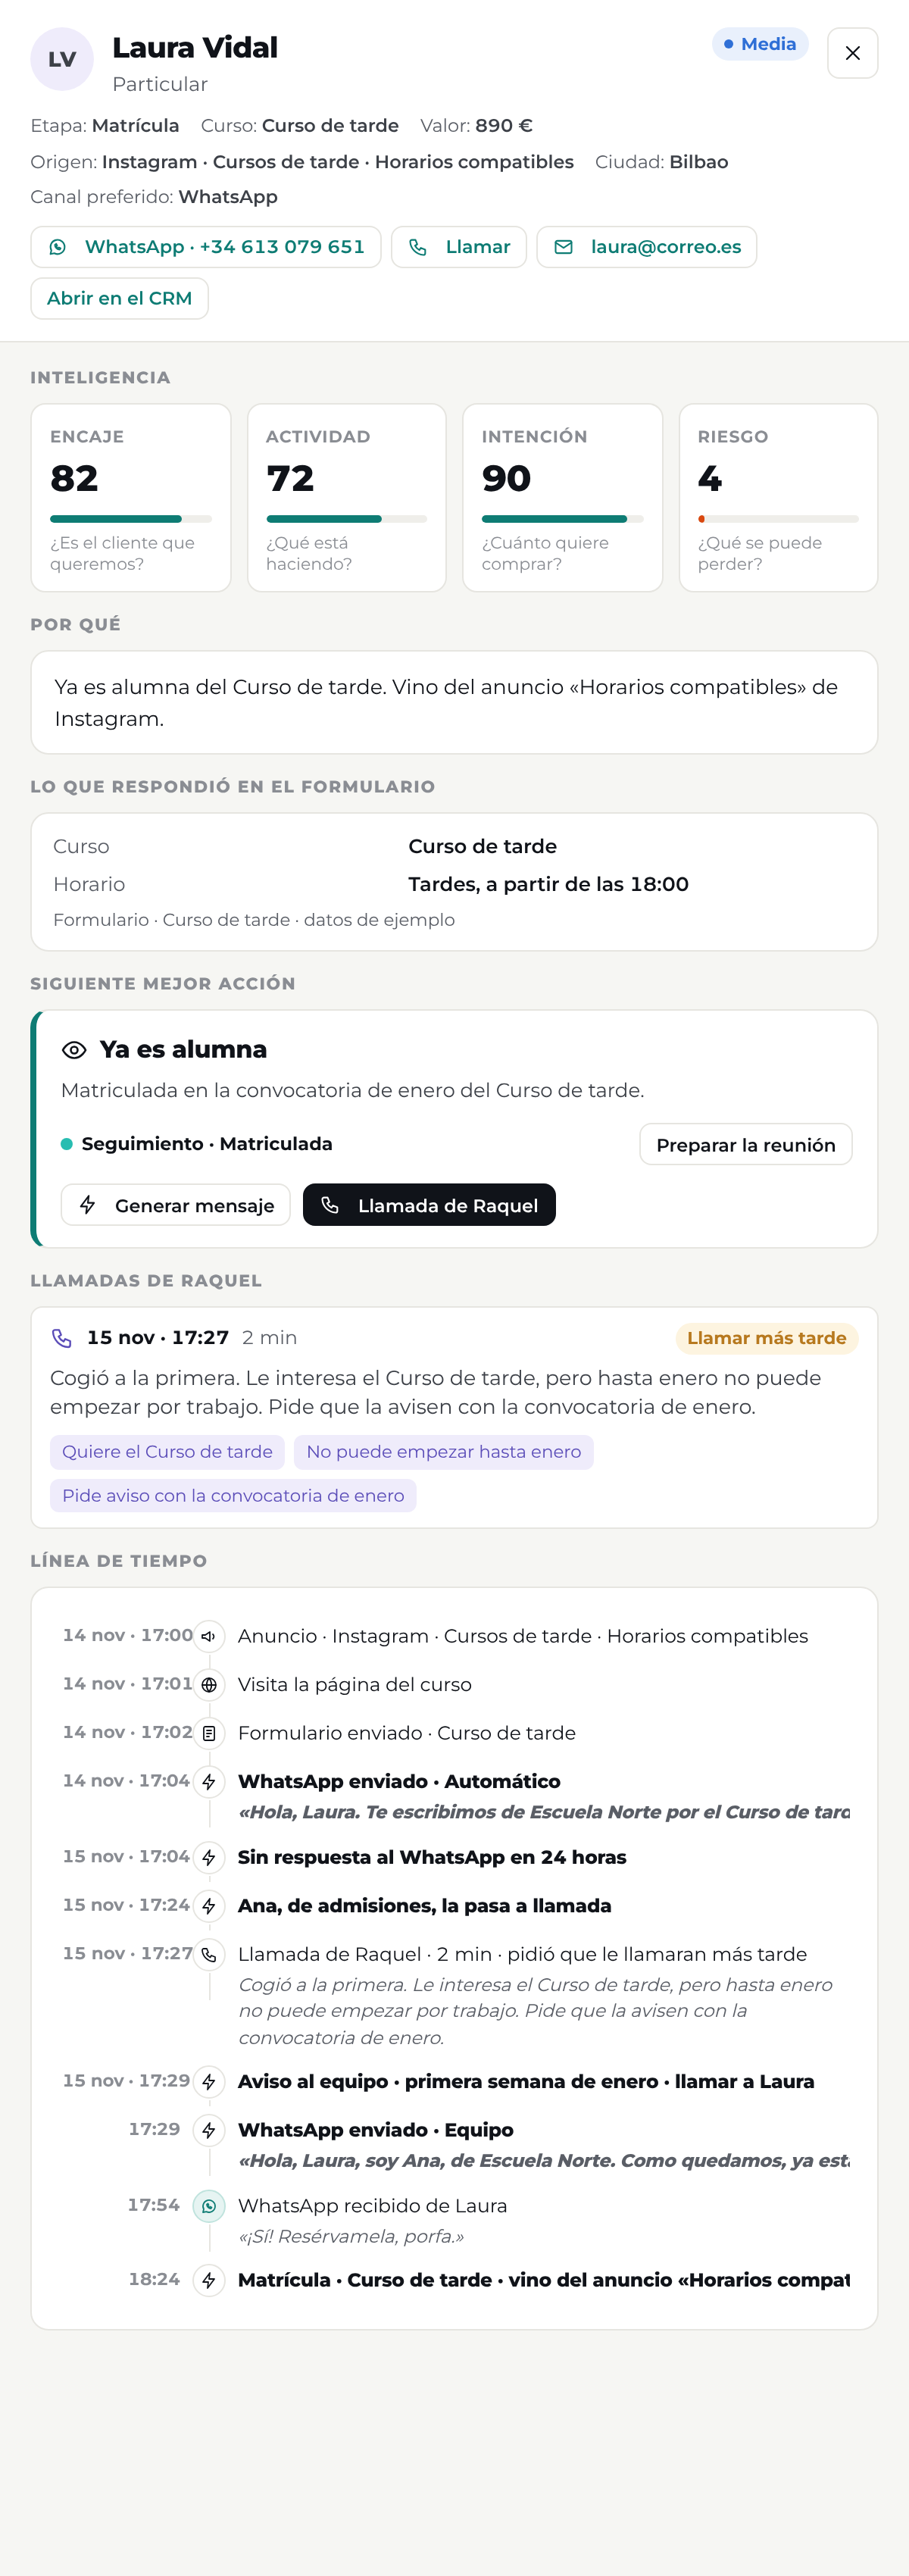 LV
Laura Vidal
Particular
Media
Etapa: Matrícula Curso: Curso de tarde Valor: 890 €
Origen: Instagram · Cursos de tarde · Horarios compatibles Ciudad: Bilbao
Canal preferido: WhatsApp
WhatsApp · +34 613 079 651 Llamar laura@correo.es
Abrir en el CRM
INTELIGENCIA
ENCAJE
82
¿Es el cliente que
queremos?
ACTIVIDAD
72
¿Qué está
haciendo?
INTENCIÓN
90
¿Cuánto quiere
comprar?
RIESGO
4
¿Qué se puede
perder?
POR QUÉ
Ya es alumna del Curso de tarde. Vino del anuncio «Horarios compatibles» de
Instagram.
LO QUE RESPONDIÓ EN EL FORMULARIO
Curso Curso de tarde
Horario Tardes, a partir de las 18:00
Formulario · Curso de tarde · datos de ejemplo
SIGUIENTE MEJOR ACCIÓN
Ya es alumna
Matriculada en la convocatoria de enero del Curso de tarde.
Seguimiento · Matriculada Preparar la reunión
Generar mensaje Llamada de Raquel
LLAMADAS DE RAQUEL
15 nov · 17:27 2 min Llamar más tarde
Cogió a la primera. Le interesa el Curso de tarde, pero hasta enero no puede
empezar por trabajo. Pide que la avisen con la convocatoria de enero.
Quiere el Curso de tarde No puede empezar hasta enero
Pide aviso con la convocatoria de enero
LÍNEA DE TIEMPO
14 nov · 17:00 Anuncio · Instagram · Cursos de tarde · Horarios compatibles
14 nov · 17:01 Visita la página del curso
14 nov · 17:02 Formulario enviado · Curso de tarde
14 nov · 17:04 WhatsApp enviado · Automático
«Hola, Laura. Te escribimos de Escuela Norte por el Curso de tard
15 nov · 17:04 Sin respuesta al WhatsApp en 24 horas
15 nov · 17:24 Ana, de admisiones, la pasa a llamada
15 nov · 17:27 Llamada de Raquel · 2 min · pidió que le llamaran más tarde
Cogió a la primera. Le interesa el Curso de tarde, pero hasta enero
no puede empezar por trabajo. Pide que la avisen con la
convocatoria de enero.
15 nov · 17:29 Aviso al equipo · primera semana de enero · llamar a Laura
17:29 WhatsApp enviado · Equipo
«Hola, Laura, soy Ana, de Escuela Norte. Como quedamos, ya está
17:54 WhatsApp recibido de Laura
«¡Sí! Resérvamela, porfa.»
18:24 Matrícula · Curso de tarde · vino del anuncio «Horarios compat